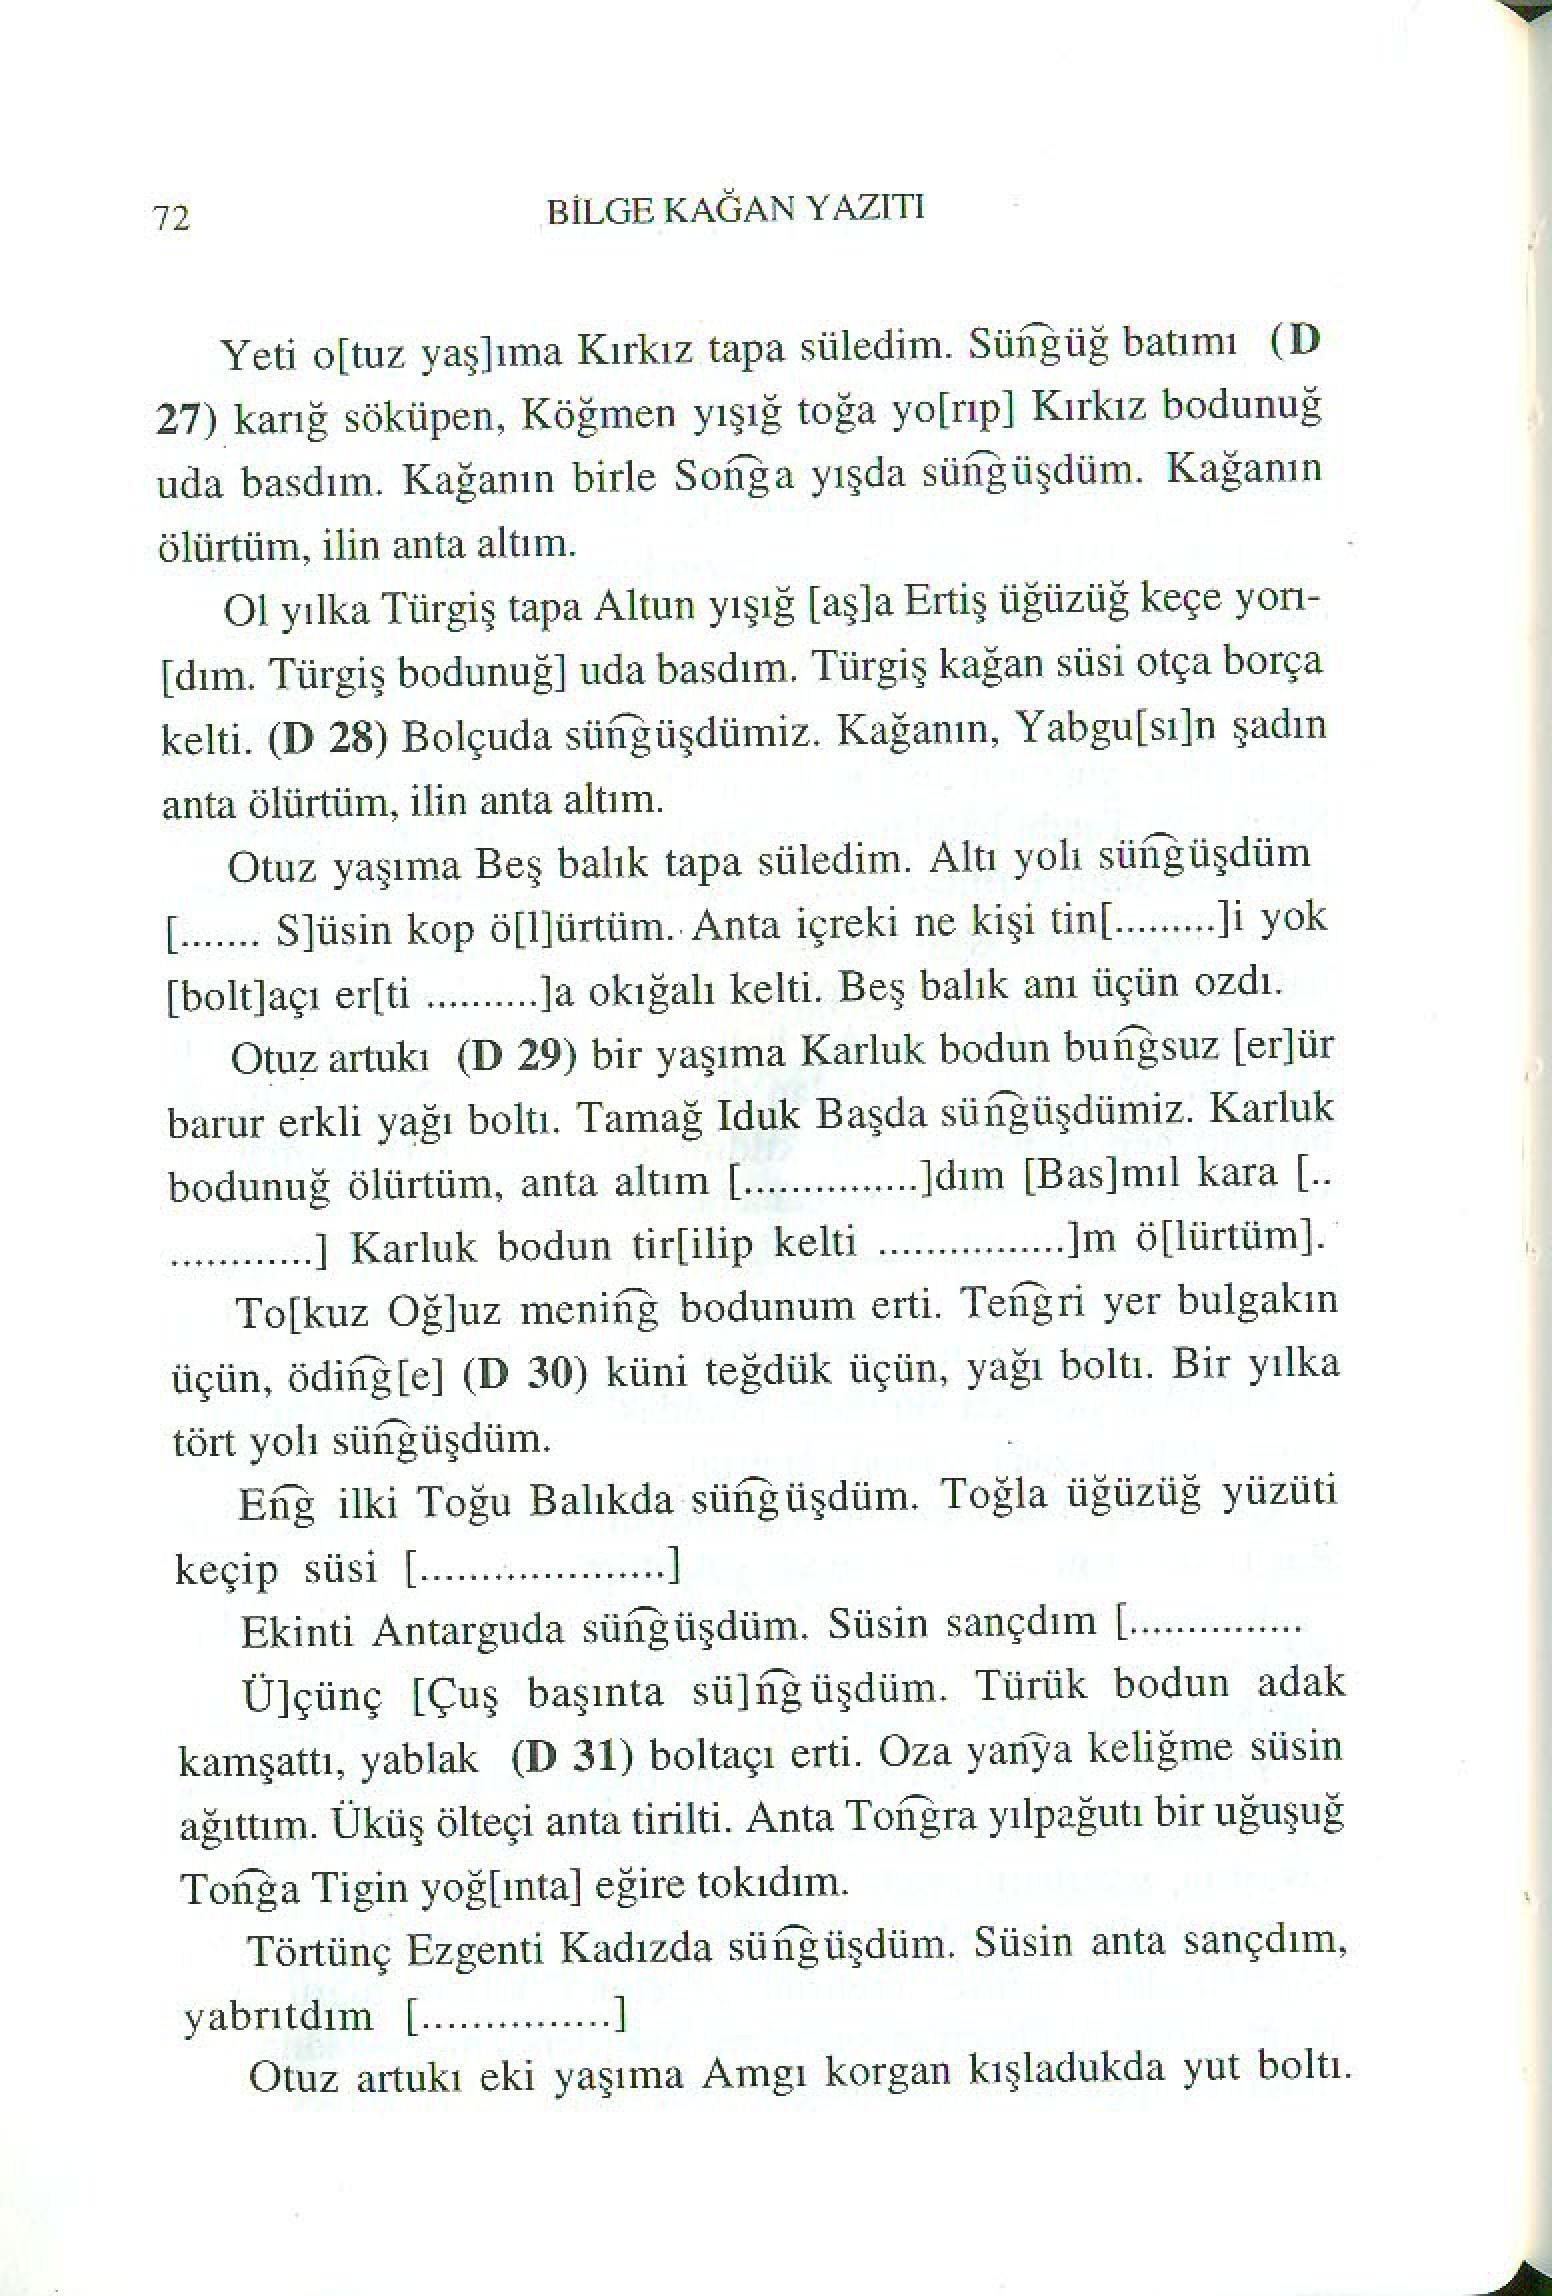 72
BİLGE KAĞAN YAZITI
Yeti o[tuz yaş]ıma Kırkız tapa süledim. Sün͡güğ batımı (D
27) karığ söküpen, Köğmen yışığ toğa yo[rıp] Kırkız bodunuğ
uda basdım. Kağanın birle Son͡ga yışda sün͡güşdüm. Kağanın
ölürtüm, ilin anta altım.
Ol yılka Türgiş tapa Altun yışığ [aş]a Ertiş üğüzüğ keçe yorı-
[dım. Türgiş bodunuğ] uda basdım. Türgiş kağan süsi otça borça
kelti. (D 28) Bolçuda sün͡güşdümiz. Kağanın, Yabgu[sı]n şadın
anta ölürtüm, ilin anta altım.
Otuz yaşıma Beş balık tapa süledim. Altı yolı sün͡güşdüm
[....... S]üsin kop ö[l]ürtüm. Anta içreki ne kişi tin[.........]i yok
[bolt]açı er[ti ..........]a okığalı kelti. Beş balık anı üçün ozdı.
Otuz artukı (D 29) bir yaşıma Karluk bodun bun͡gsuz [er]ür
barur erkli yağı boltı. Tamağ Iduk Başda sün͡güşdümiz. Karluk
bodunuğ ölürtüm, anta altım [...............]dım [Bas]mıl kara [..
............] Karluk bodun tir[ilip kelti ................]m ö[lürtüm].
To[kuz Oğ]uz menin͡g bodunum erti. Ten͡gri yer bulgakın
üçün, ödin͡g[e] (D 30) küni teğdük üçün, yağı boltı. Bir yılka
tört yolı sün͡güşdüm.
En͡g ilki Toğu Balıkda sün͡güşdüm. Toğla üğüzüğ yüzüti
keçip süsi [.....................]
Ekinti Antarguda sün͡güşdüm. Süsin sançdım [...............
Ü]çünç [Çuş başınta sü]n͡güşdüm. Türük bodun adak
kamşattı, yablak (D 31) boltaçı erti. Oza yan͡ya keliğme süsin
ağıttım. Üküş ölteçi anta tirilti. Anta Ton͡gra yılpağutı bir uğuşuğ
Ton͡ga Tigin yoğ[ınta] eğire tokıdım.
Törtünç Ezgenti Kadızda sün͡güşdüm. Süsin anta sançdım,
yabrıtdım [................]
Otuz artukı eki yaşıma Amgı korgan kışladukda yut boltı.